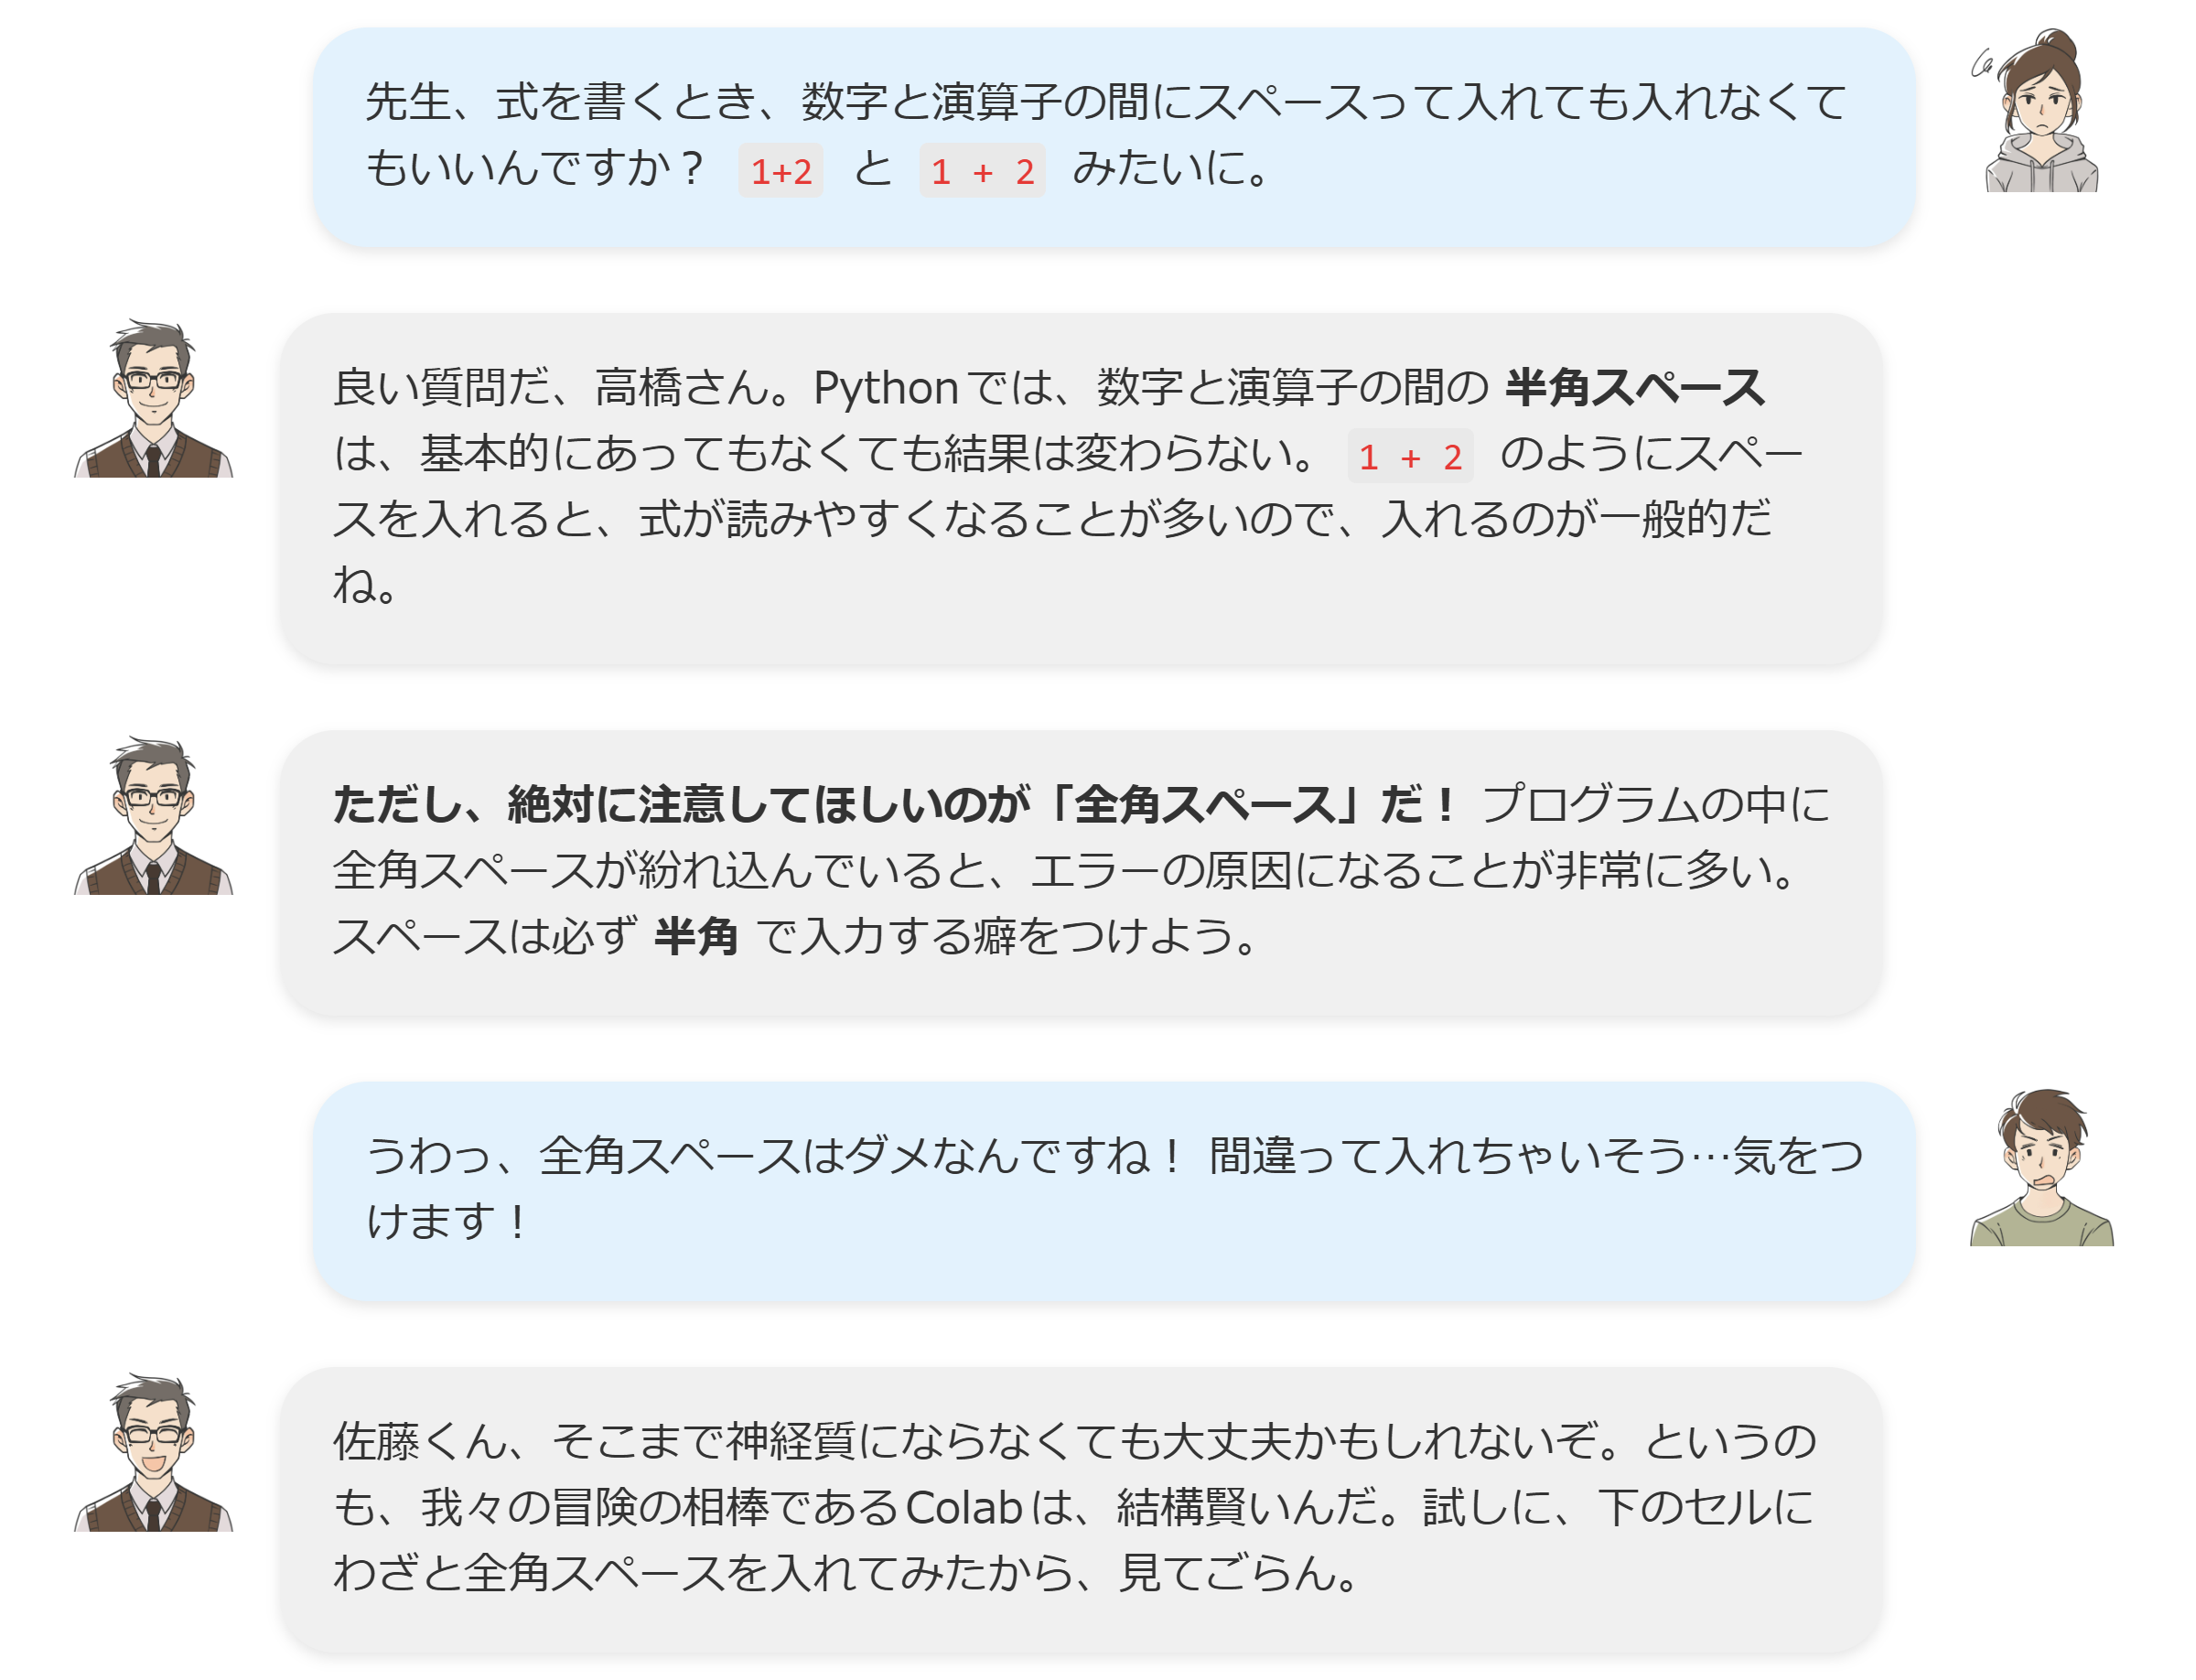 先生、式を書くとき、数字と演算子の間にスペースって入れても入れなくて
もいいんですか？ 1+2 と 1 + 2 みたいに。
良い質問だ、高橋さん。Pythonでは、数字と演算子の間の 半角スペース
は、基本的にあってもなくても結果は変わらない。 1 + 2 のようにスペー
スを入れると、式が読みやすくなることが多いので、入れるのが一般的だ
ね。
ただし、絶対に注意してほしいのが「全角スペース」だ！ プログラムの中に
全角スペースが紛れ込んでいると、エラーの原因になることが非常に多い。
スペースは必ず 半角 で入力する癖をつけよう。
うわっ、全角スペースはダメなんですね！ 間違って入れちゃいそう…気をつ
けます！
佐藤くん、そこまで神経質にならなくても大丈夫かもしれないぞ。というの
も、我々の冒険の相棒であるColabは、結構賢いんだ。試しに、下のセルに
わざと全角スペースを入れてみたから、見てごらん。